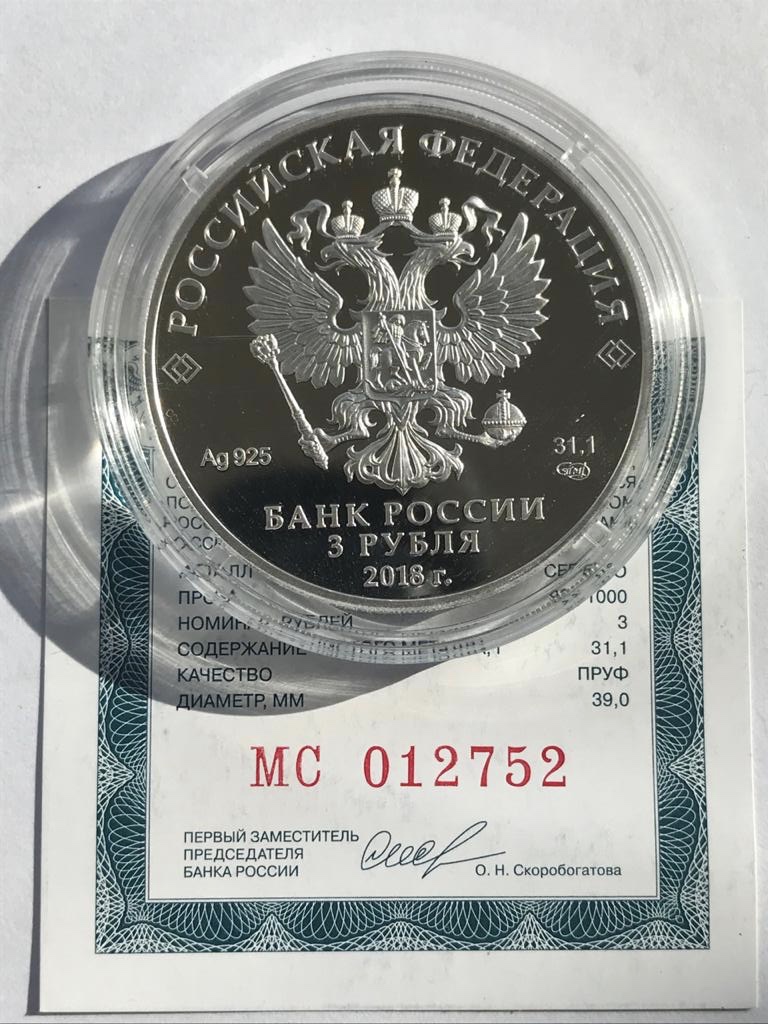 РОССИЙСКАЯ ФЕДЕРАЦИЯ
Ag 925
31,1
БАНК РОССИИ
3 РУБЛЯ
2018 г.
1000
3
СОДЕРЖАНИЕ
31,1
КАЧЕСТВО ПРУФ
ДИАМЕТР, ММ 39,0
МС 012752
ПЕРВЫЙ ЗАМЕСТИТЕЛЬ
ПРЕДСЕДАТЕЛЯ
БАНКА РОССИИ
О. Н. Скоробогатова